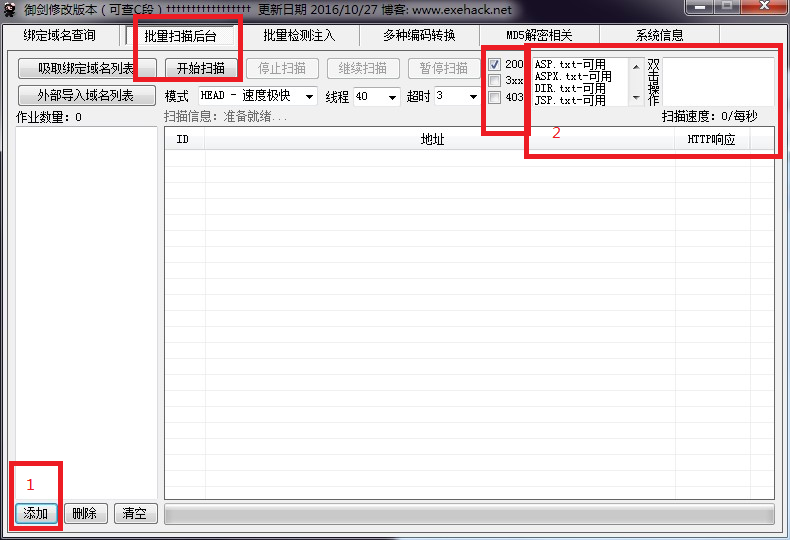 御剑修改版本（可查C段）††††††††††††††††† 更新日期 2016/10/27 博客: www.exehack.net
绑定域名查询 批量扫描后台 批量检测注入 多种编码转换 MD5解密相关 系统信息
吸取绑定域名列表 开始扫描 停止扫描 继续扫描 暂停扫描
外部导入域名列表 模式 HEAD - 速度极快 线程 40 超时 3
200
3xx
403
ASP.txt-可用
ASPX.txt-可用
DIR.txt-可用
JSP.txt-可用
双击操作
作业数量: 0 扫描信息: 准备就绪... 扫描速度: 0/每秒
2
ID 地址 HTTP响应
1
添加 删除 清空